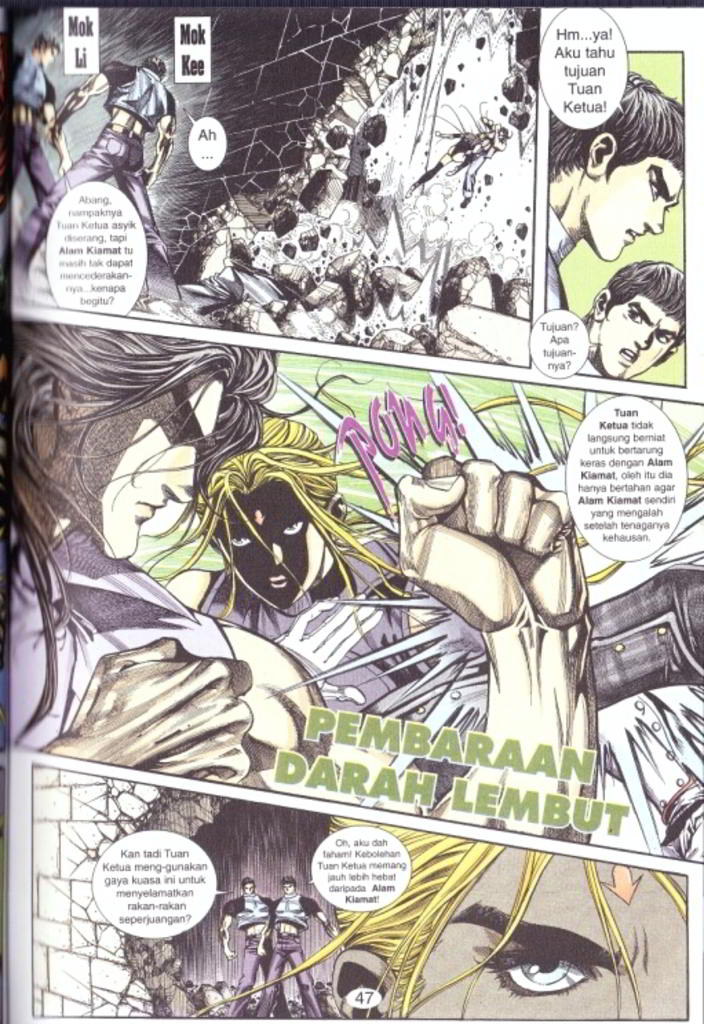 Mok
Li
Mok
Kee
Ah
...
Abang,
nampaknya
Tuan Ketua asyik
diserang, tapi
Alam Kiamat tu
masih tak dapat
mencederakan-
nya...kenapa
begitu?
Hm...ya!
Aku tahu
tujuan
Tuan
Ketua!
Tujuan?
Apa
tujuan-
nya?
PONG!
Tuan
Ketua tidak
langsung berniat
untuk bertarung
keras dengan Alam
Kiamat, oleh itu dia
hanya bertahan agar
Alam Kiamat sendiri
yang mengalah
setelah tenaganya
kehausan.
PEMBARAAN
DARAH LEMBUT
Kan tadi Tuan
Ketua meng-gunakan
gaya kuasa ini untuk
menyelamatkan
rakan-rakan
seperjuangan?
Oh, aku dah
faham! Kebolehan
Tuan Ketua memang
jauh lebih hebat
daripada Alam
Kiamat!
47